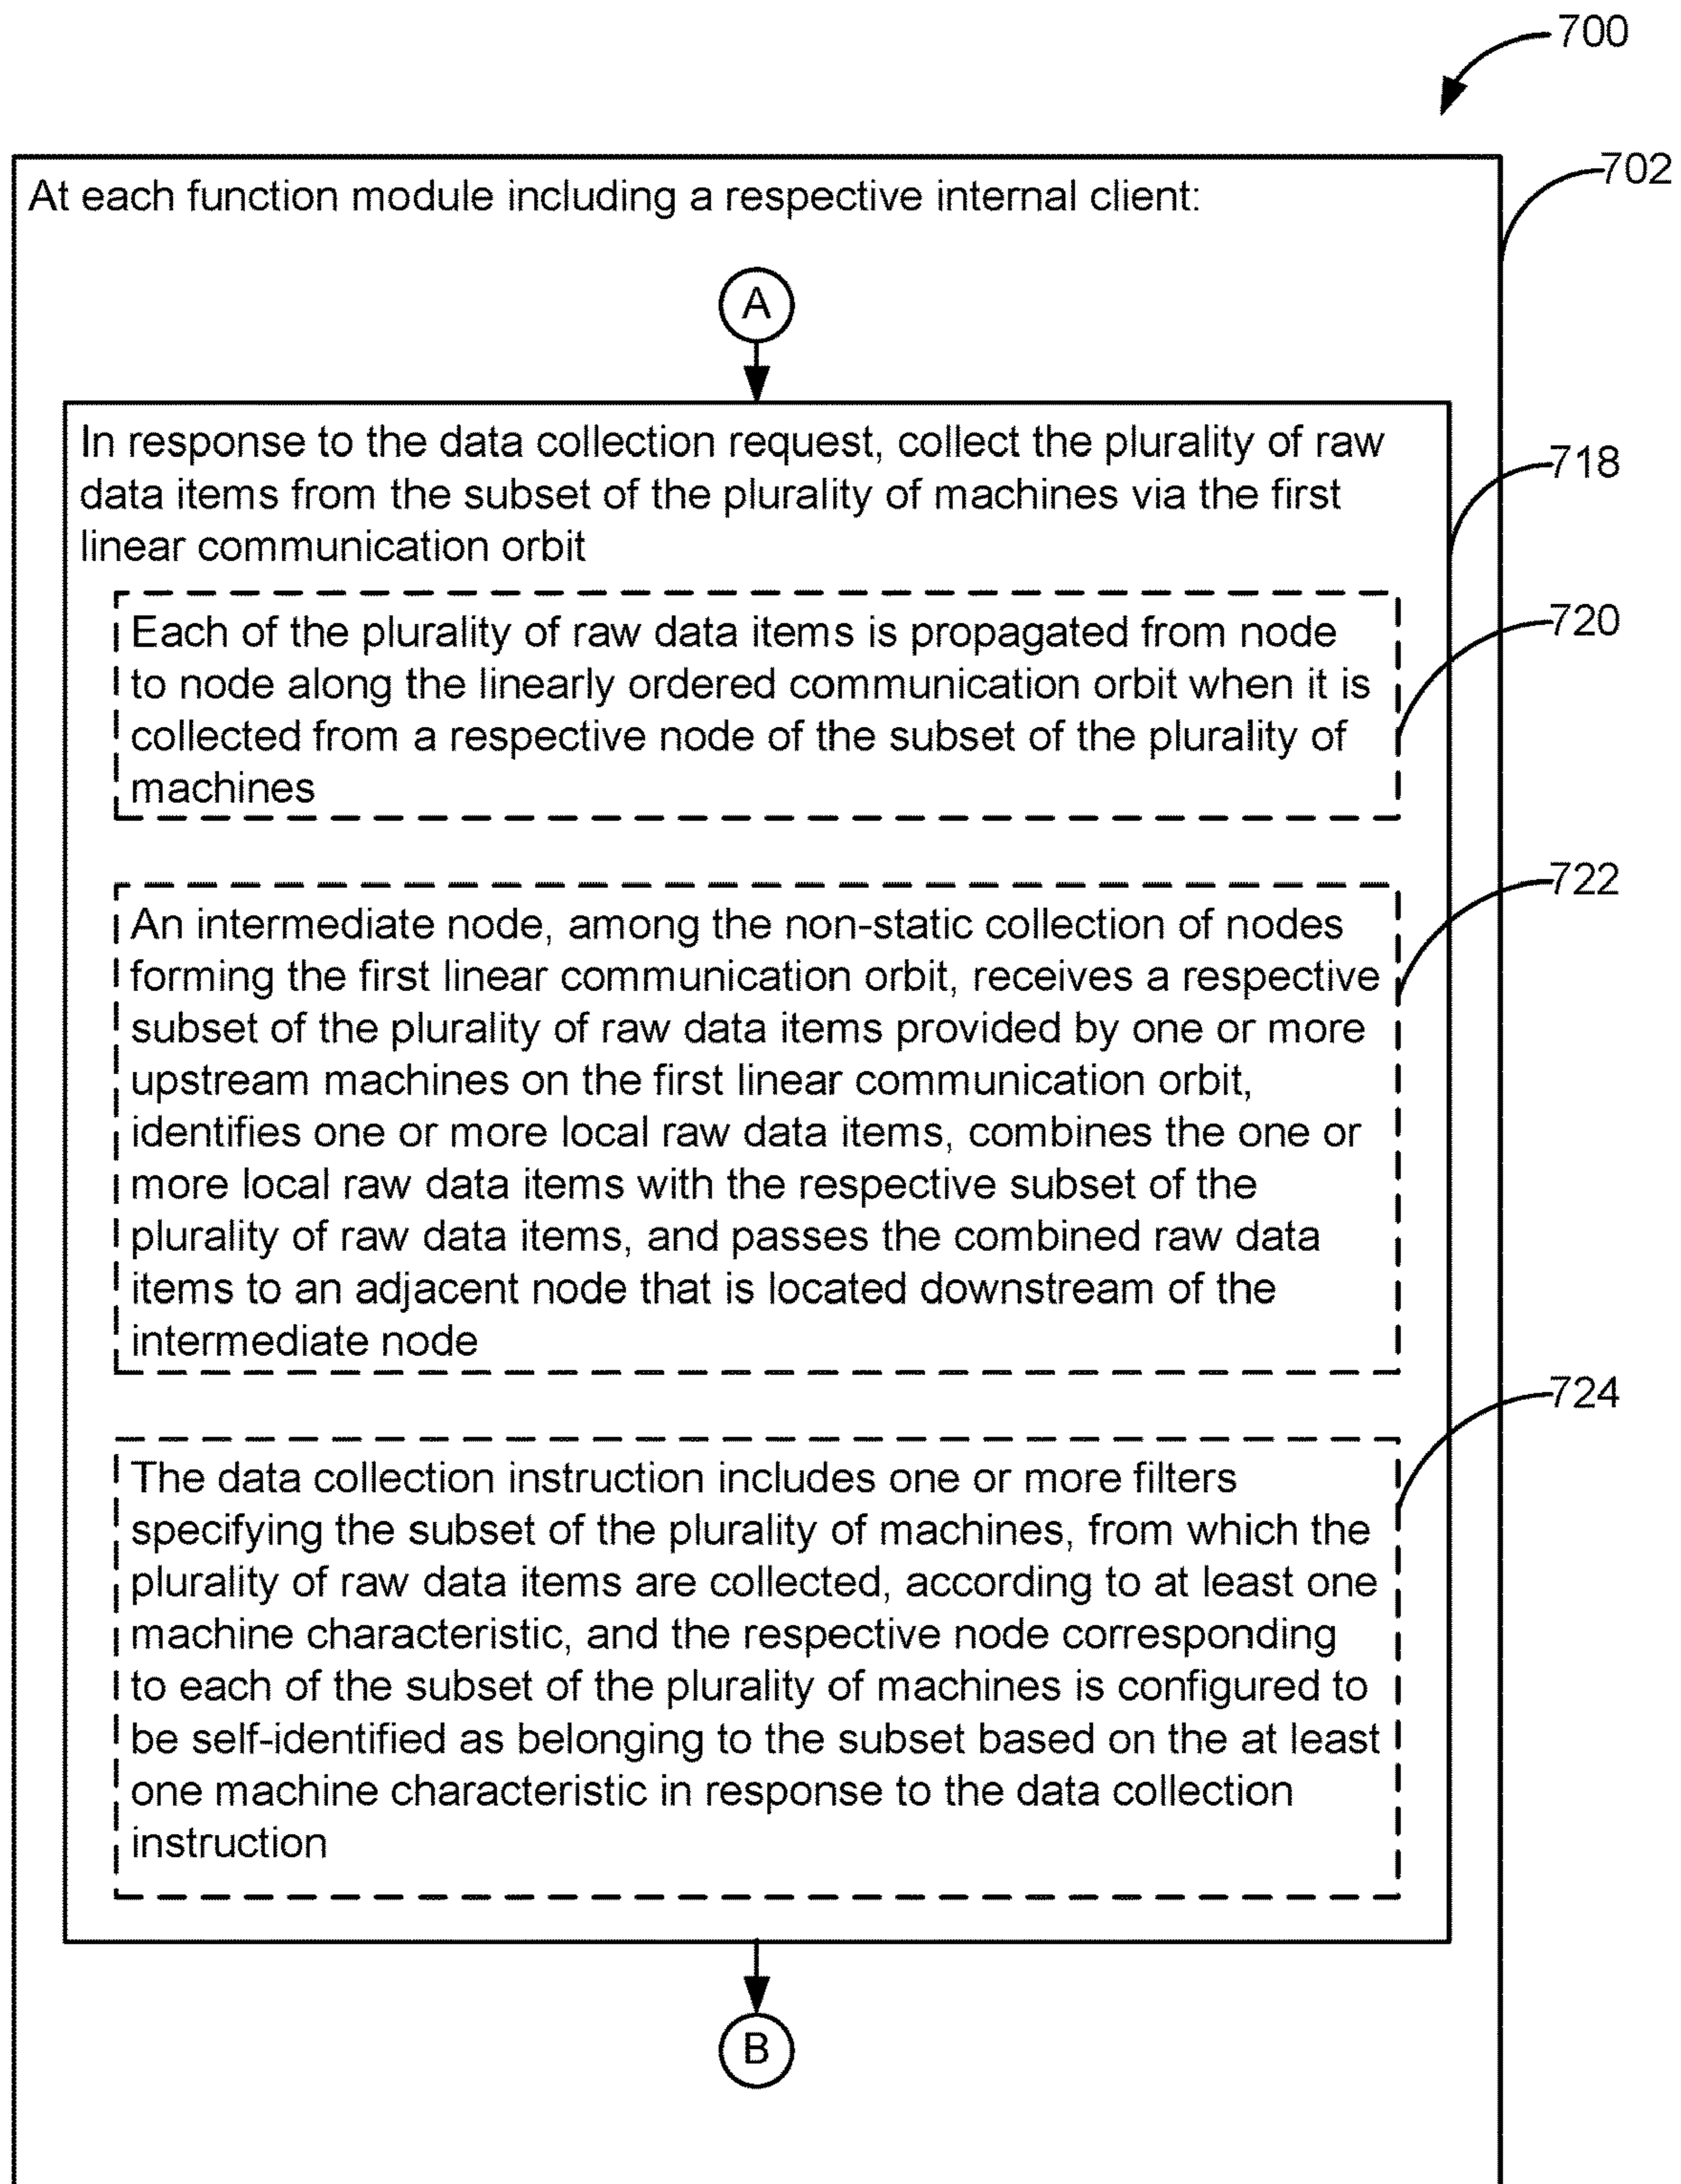 700
702
At each function module including a respective internal client:
A
In response to the data collection request, collect the plurality of raw
data items from the subset of the plurality of machines via the first
linear communication orbit
718
Each of the plurality of raw data items is propagated from node
to node along the linearly ordered communication orbit when it is
collected from a respective node of the subset of the plurality of
machines
720
An intermediate node, among the non-static collection of nodes
forming the first linear communication orbit, receives a respective
subset of the plurality of raw data items provided by one or more
upstream machines on the first linear communication orbit,
identifies one or more local raw data items, combines the one or
more local raw data items with the respective subset of the
plurality of raw data items, and passes the combined raw data
items to an adjacent node that is located downstream of the
intermediate node
722
The data collection instruction includes one or more filters
specifying the subset of the plurality of machines, from which the
plurality of raw data items are collected, according to at least one
machine characteristic, and the respective node corresponding
to each of the subset of the plurality of machines is configured to
be self-identified as belonging to the subset based on the at least
one machine characteristic in response to the data collection
instruction
724
B